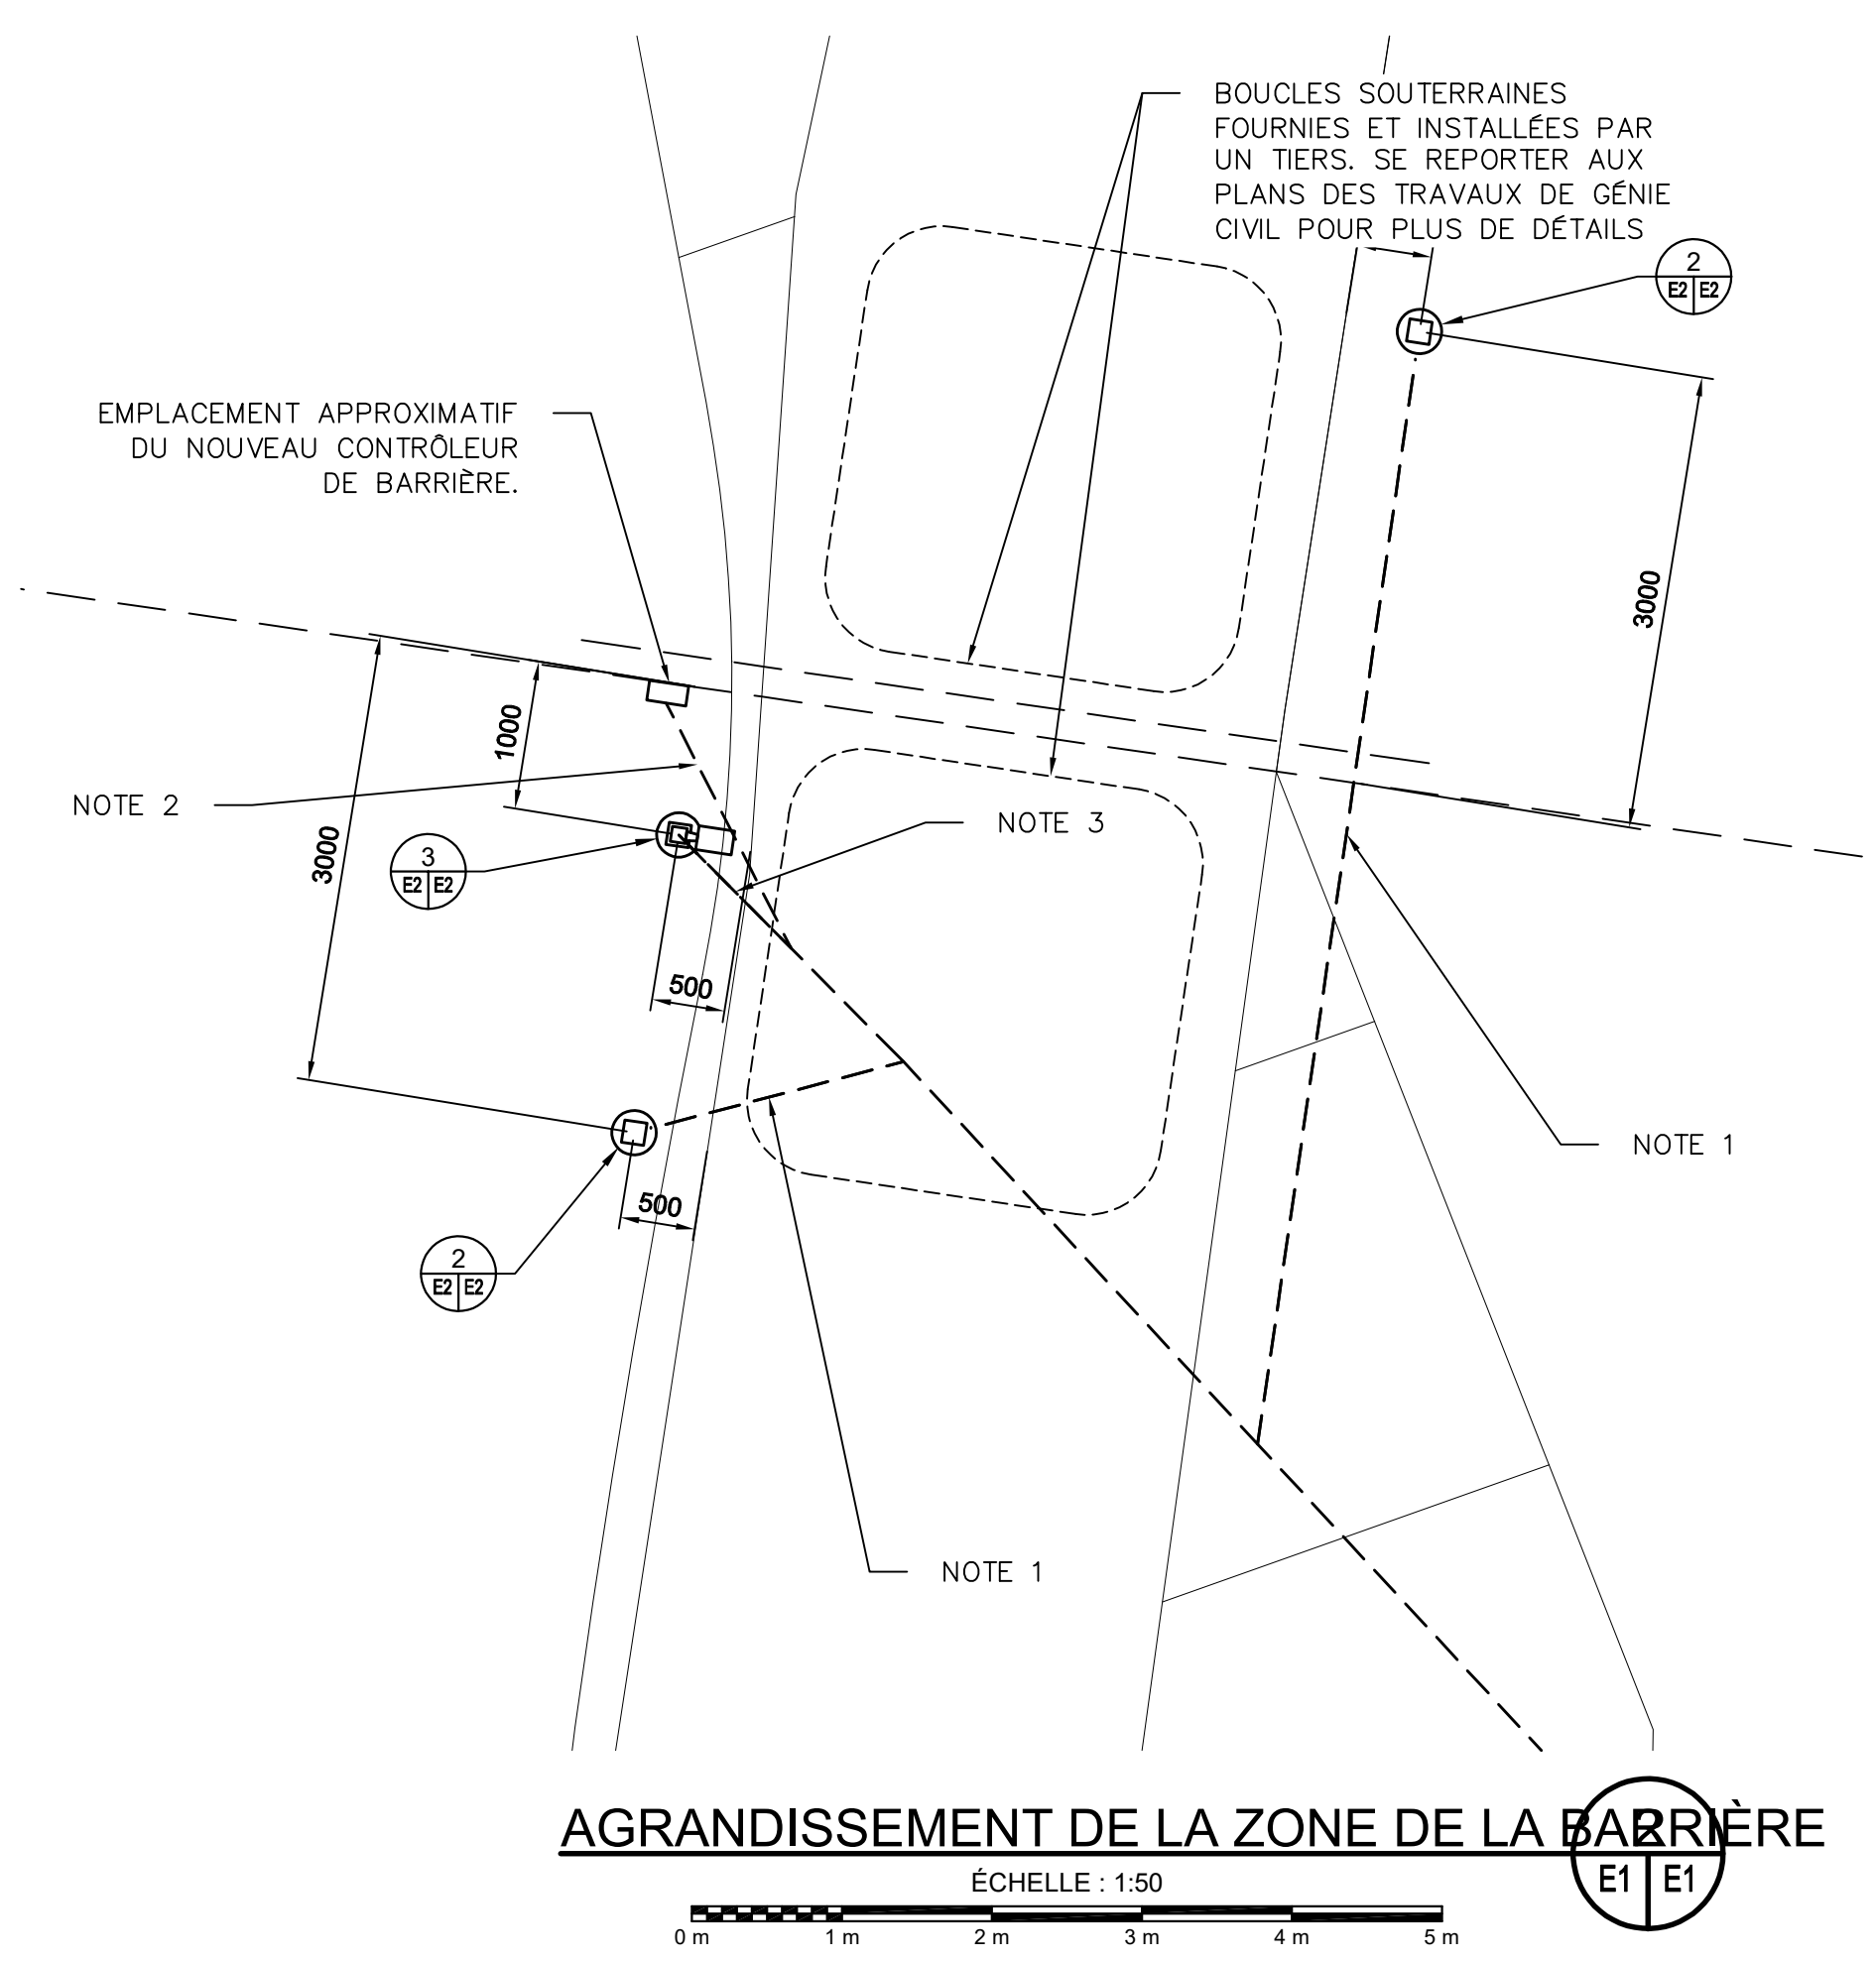 BOUCLES SOUTERRAINES
FOURNIES ET INSTALLÉES PAR
UN TIERS. SE REPORTER AUX
PLANS DES TRAVAUX DE GÉNIE
CIVIL POUR PLUS DE DÉTAILS
2
E2 E2
EMPLACEMENT APPROXIMATIF
DU NOUVEAU CONTRÔLEUR
DE BARRIÈRE.
3000
1000
NOTE 2
NOTE 3
3000
3
E2 E2
500
NOTE 1
500
2
E2 E2
NOTE 1
AGRANDISSEMENT DE LA ZONE DE LA BARRIÈRE
2
E1 E1
ÉCHELLE : 1:50
0 m 1 m 2 m 3 m 4 m 5 m